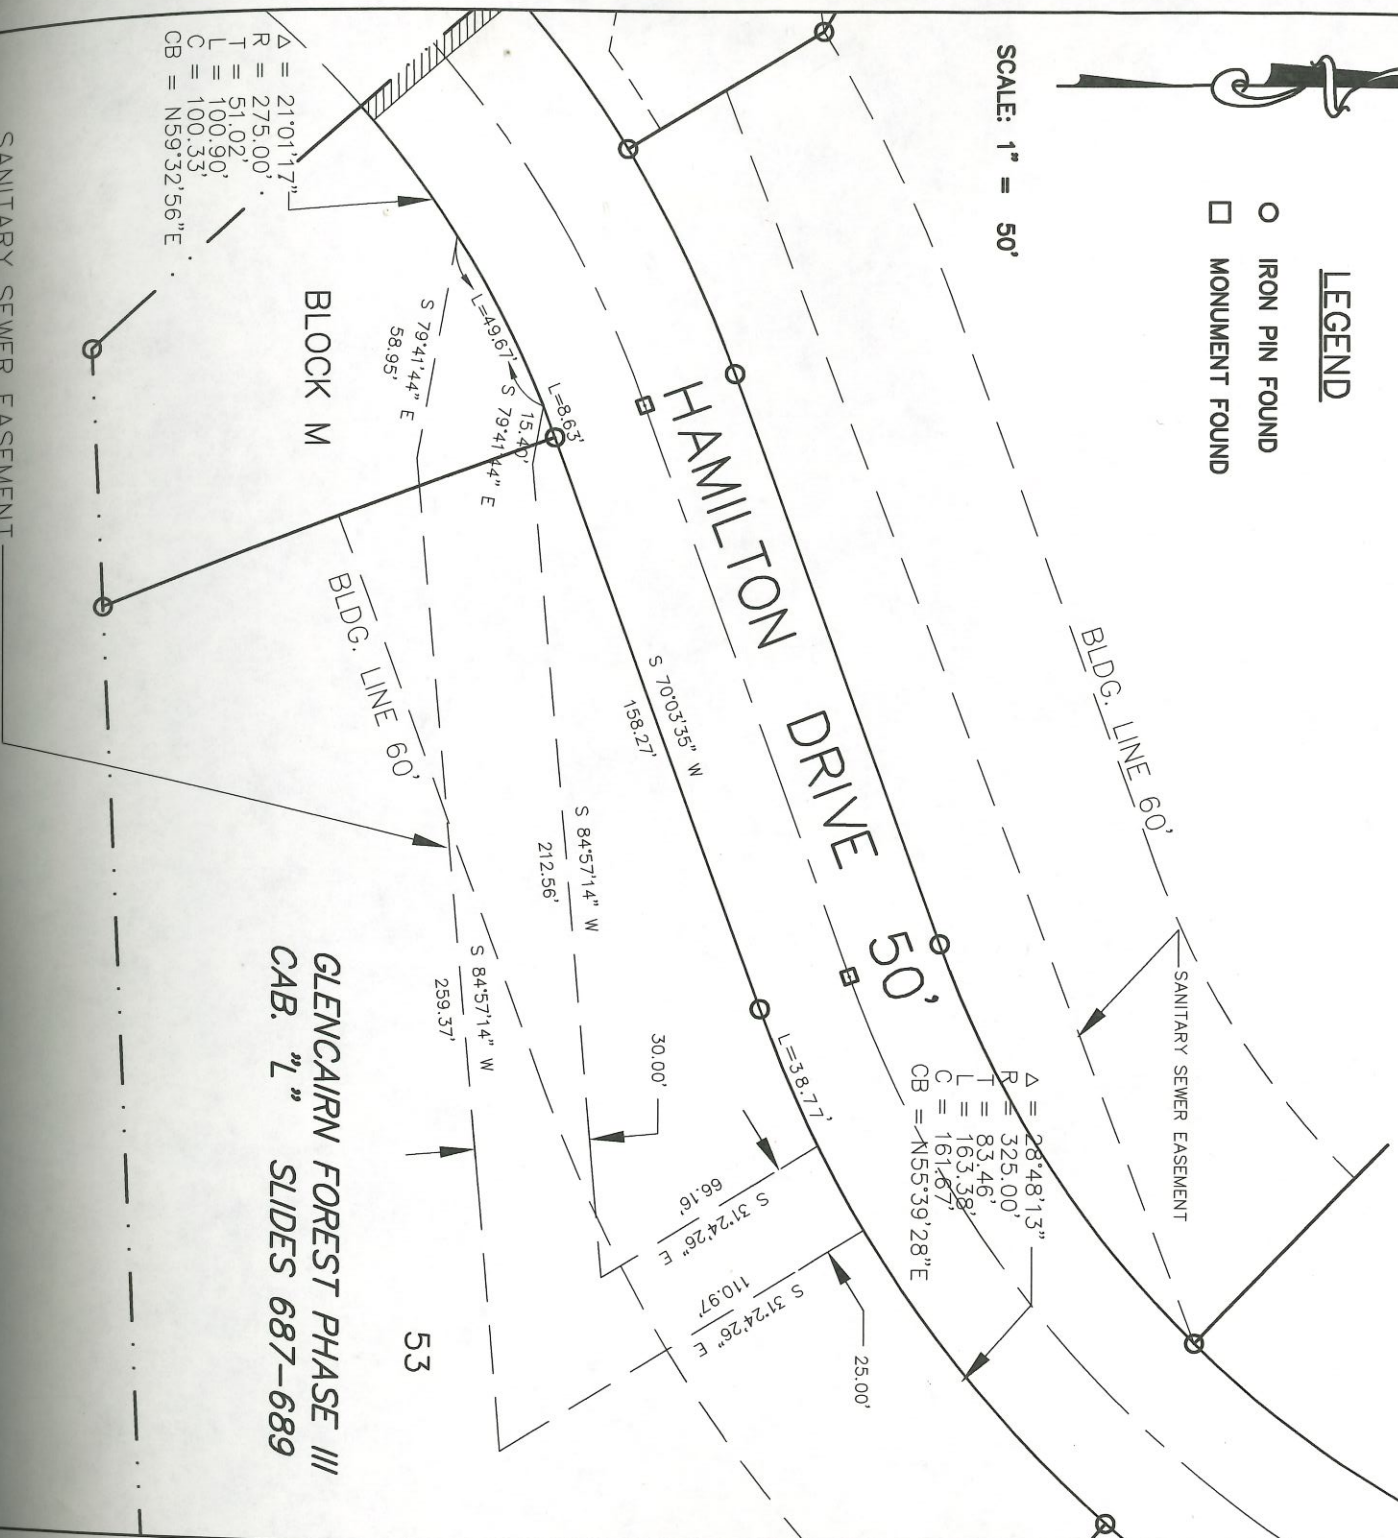 LEGEND
O IRON PIN FOUND
□ MONUMENT FOUND
SCALE: 1" = 50'
BLDG. LINE 60'
SANITARY SEWER EASEMENT
HAMILTON DRIVE 50'
Δ = 28°48'13"
R = 325.00'
T = 83.46'
L = 163.38'
C = 161.67'
CB = N55°39'28"E
L=38.77'
S 70°03'35" W
158.27'
L=8.63'
15.40'
S 79°41'44" E
L=49.67'
S 79°41'44" E
58.95'
S 84°57'14" W
212.56'
30.00'
S 31°24'26" E
66.16'
S 31°24'26" E
110.97'
25.00'
S 84°57'14" W
259.37'
BLDG. LINE 60'
BLOCK M
53
GLENCAIRN FOREST PHASE III
CAB. "L" SLIDES 687-689
Δ = 21°01'17"
R = 275.00'
T = 51.02'
L = 100.90'
C = 100.33'
CB = N59°32'56"E
SANITARY SEWER EASEMENT